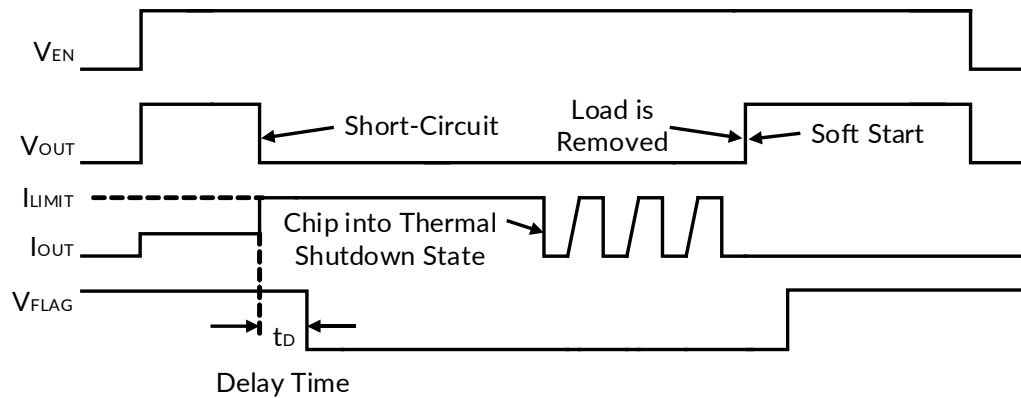 VEN
VOUT
Short-Circuit
Load is
Removed
Soft Start
ILIMIT
IOUT
Chip into Thermal
Shutdown State
VFLAG
tD
Delay Time